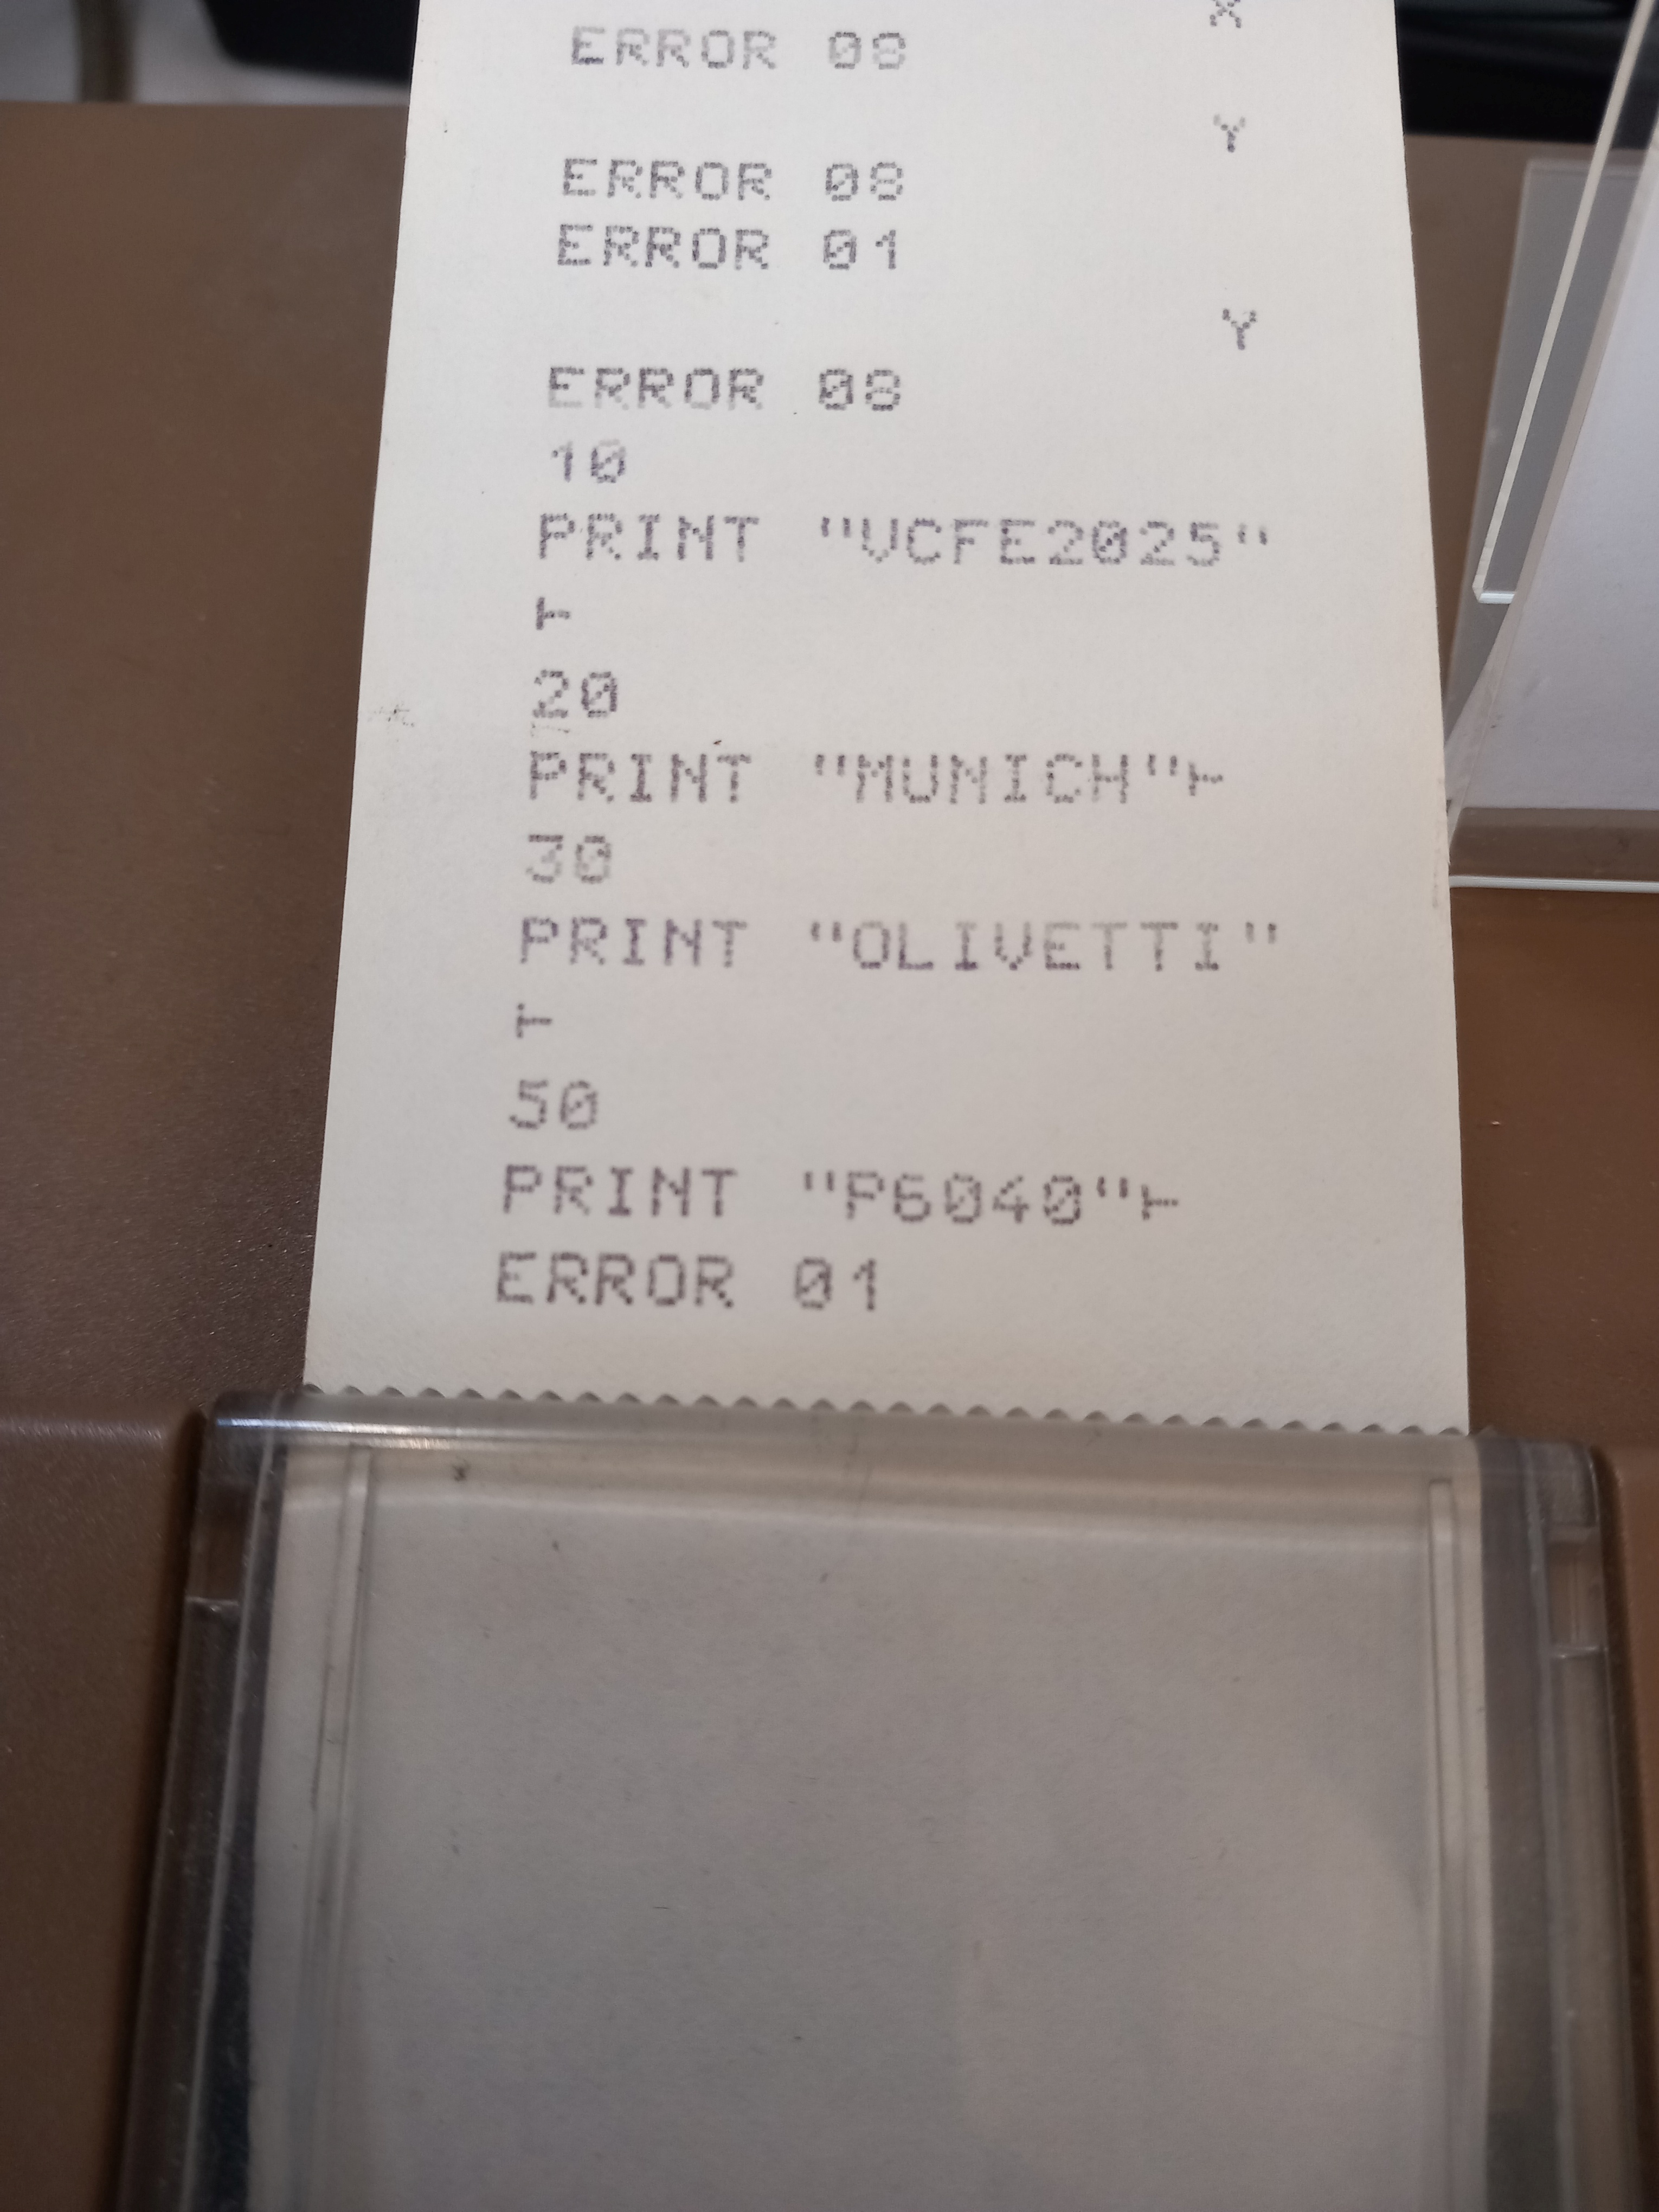 X
ERROR 08
Y
ERROR 08
ERROR 01
Y
ERROR 08
10
PRINT "VCFE2025"
⊢
20
PRINT "MUNICH"⊢
30
PRINT "OLIVETTI"
⊢
50
PRINT "P6040"⊢
ERROR 01